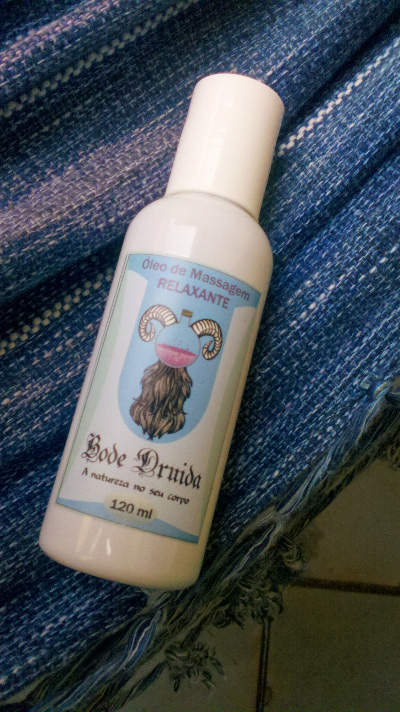 Óleo de Massagem
RELAXANTE
Bode Druida
A natureza no seu corpo
120 ml